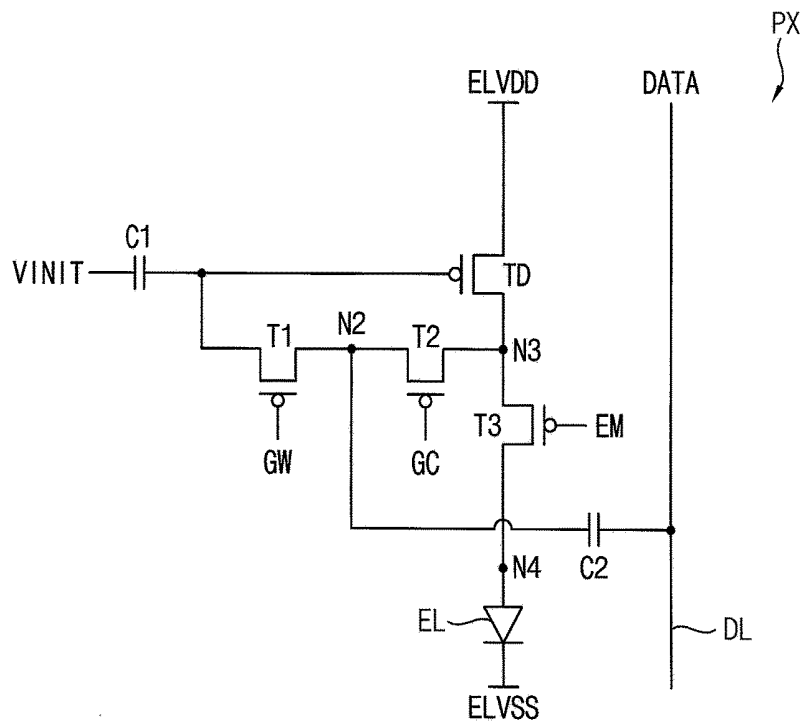 PX
ELVDD
DATA
C1
VINIT
TD
T1
N2
T2
N3
T3
EM
GW
GC
N4
C2
EL
DL
ELVSS